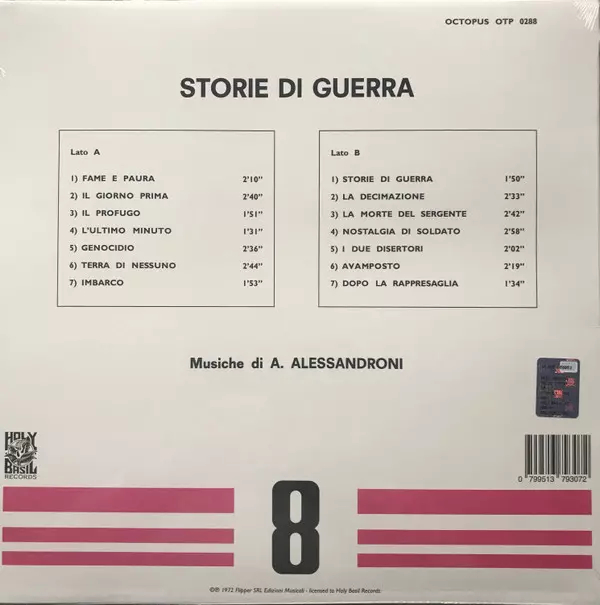 OCTOPUS OTP 0288
STORIE DI GUERRA
Lato A
1) FAME E PAURA 2'10"
2) IL GIORNO PRIMA 2'40"
3) IL PROFUGO 1'51"
4) L'ULTIMO MINUTO 1'31"
5) GENOCIDIO 2'36"
6) TERRA DI NESSUNO 2'44"
7) IMBARCO 1'53"
Lato B
1) STORIE DI GUERRA 1'50"
2) LA DECIMAZIONE 2'33"
3) LA MORTE DEL SERGENTE 2'42"
4) NOSTALGIA DI SOLDATO 2'58"
5) I DUE DISERTORI 2'02"
6) AVAMPOSTO 2'19"
7) DOPO LA RAPPRESAGLIA 1'34"
Musiche di A. ALESSANDRONI
HOLY
BASIL
RECORDS
0 799513 793072
8
©℗ 1972 Flipper SRL Edizioni Musicali - licensed to Holy Basil Records